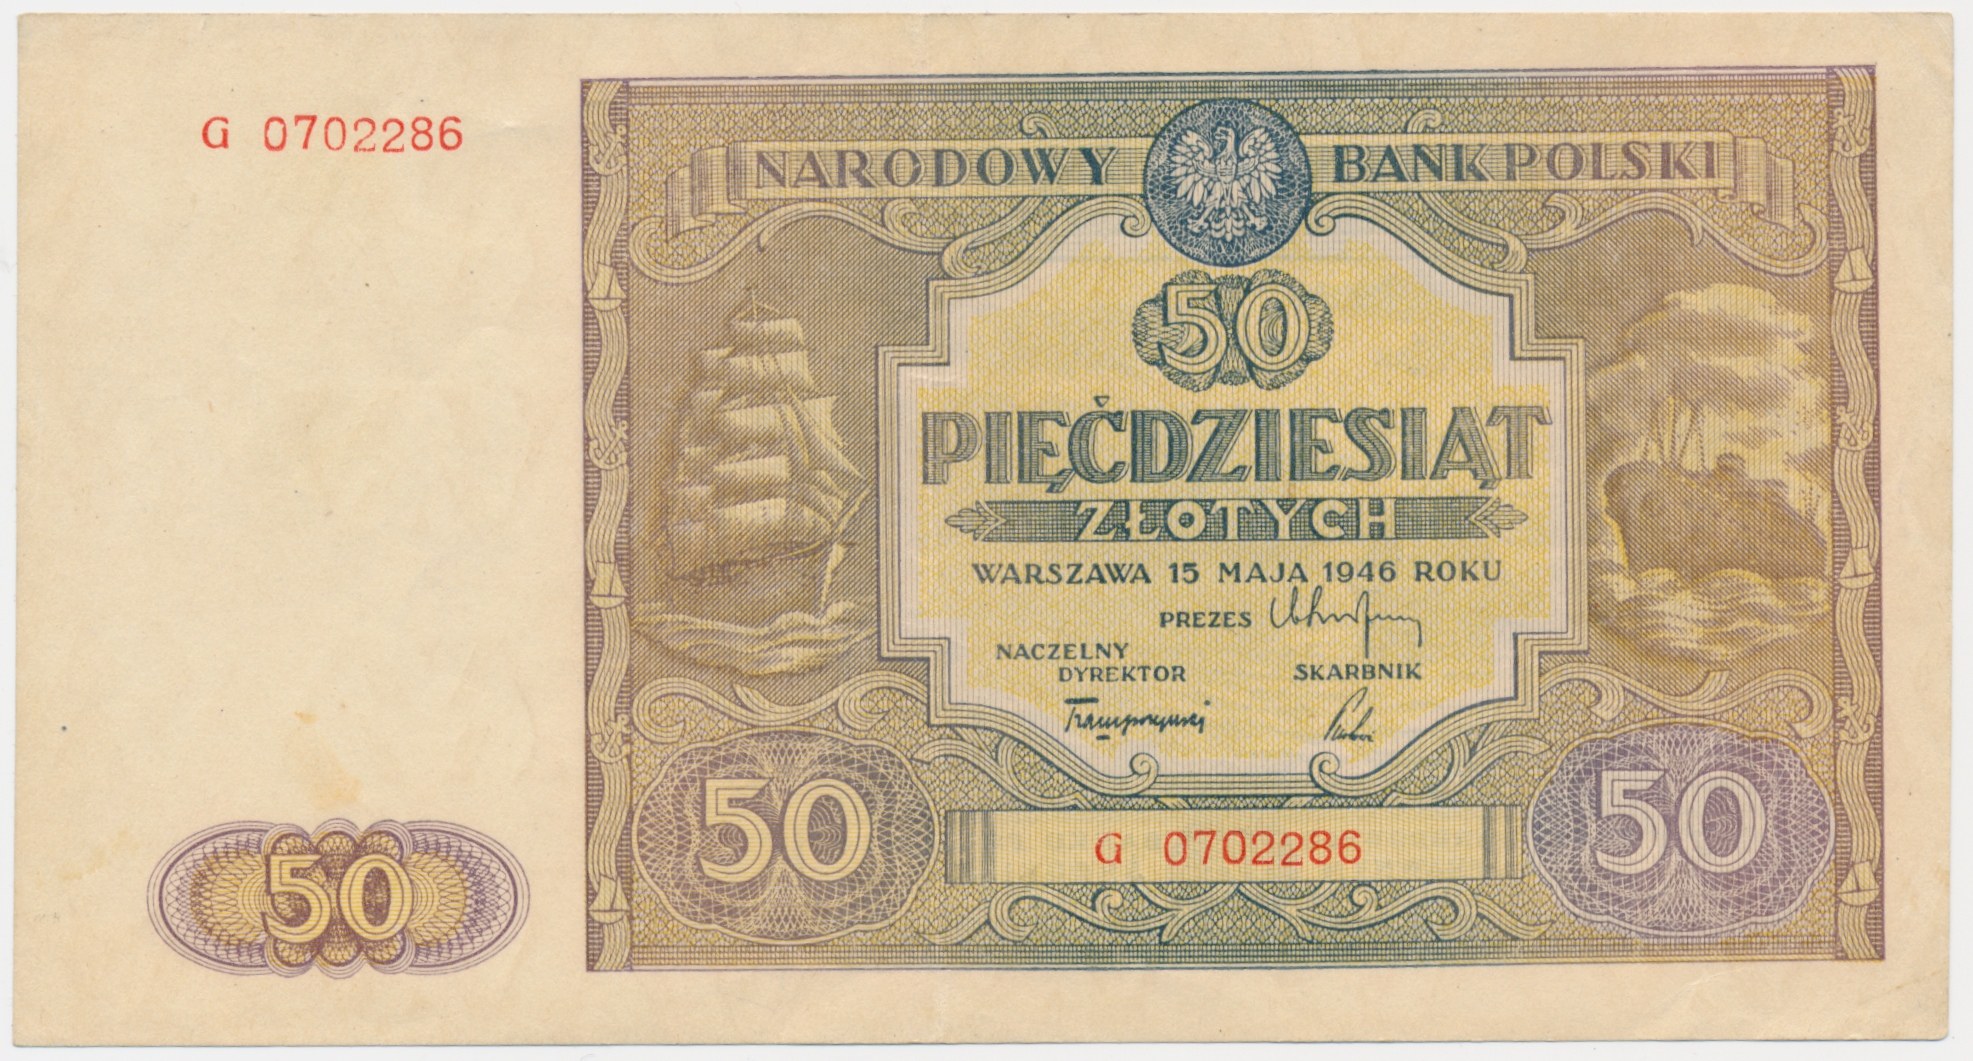 G 0702286
NARODOWY BANK POLSKI
50
PIĘĆDZIESIĄT
ZŁOTYCH
WARSZAWA 15 MAJA 1946 ROKU
PREZES
NACZELNY
DYREKTOR
SKARBNIK
50
50
G 0702286
50